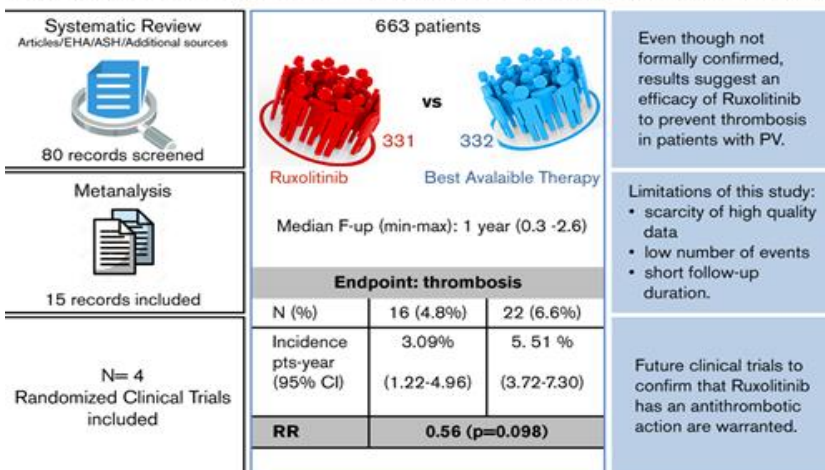 Systematic Review
Articles/EHA/ASH/Additional sources
80 records screened
Metanalysis
15 records included
N= 4
Randomized Clinical Trials
included
663 patients
vs
331
332
Ruxolitinib
Best Avalaible Therapy
Median F-up (min-max): 1 year (0.3 -2.6)
Endpoint: thrombosis
N (%) 16 (4.8%) 22 (6.6%)
Incidence 3.09% 5. 51 %
pts-year
(95% CI) (1.22-4.96) (3.72-7.30)
RR 0.56 (p=0.098)
Even though not
formally confirmed,
results suggest an
efficacy of Ruxolitinib
to prevent thrombosis
in patients with PV.
Limitations of this study:
• scarcity of high quality
data
• low number of events
• short follow-up
duration.
Future clinical trials to
confirm that Ruxolitinib
has an antithrombotic
action are warranted.